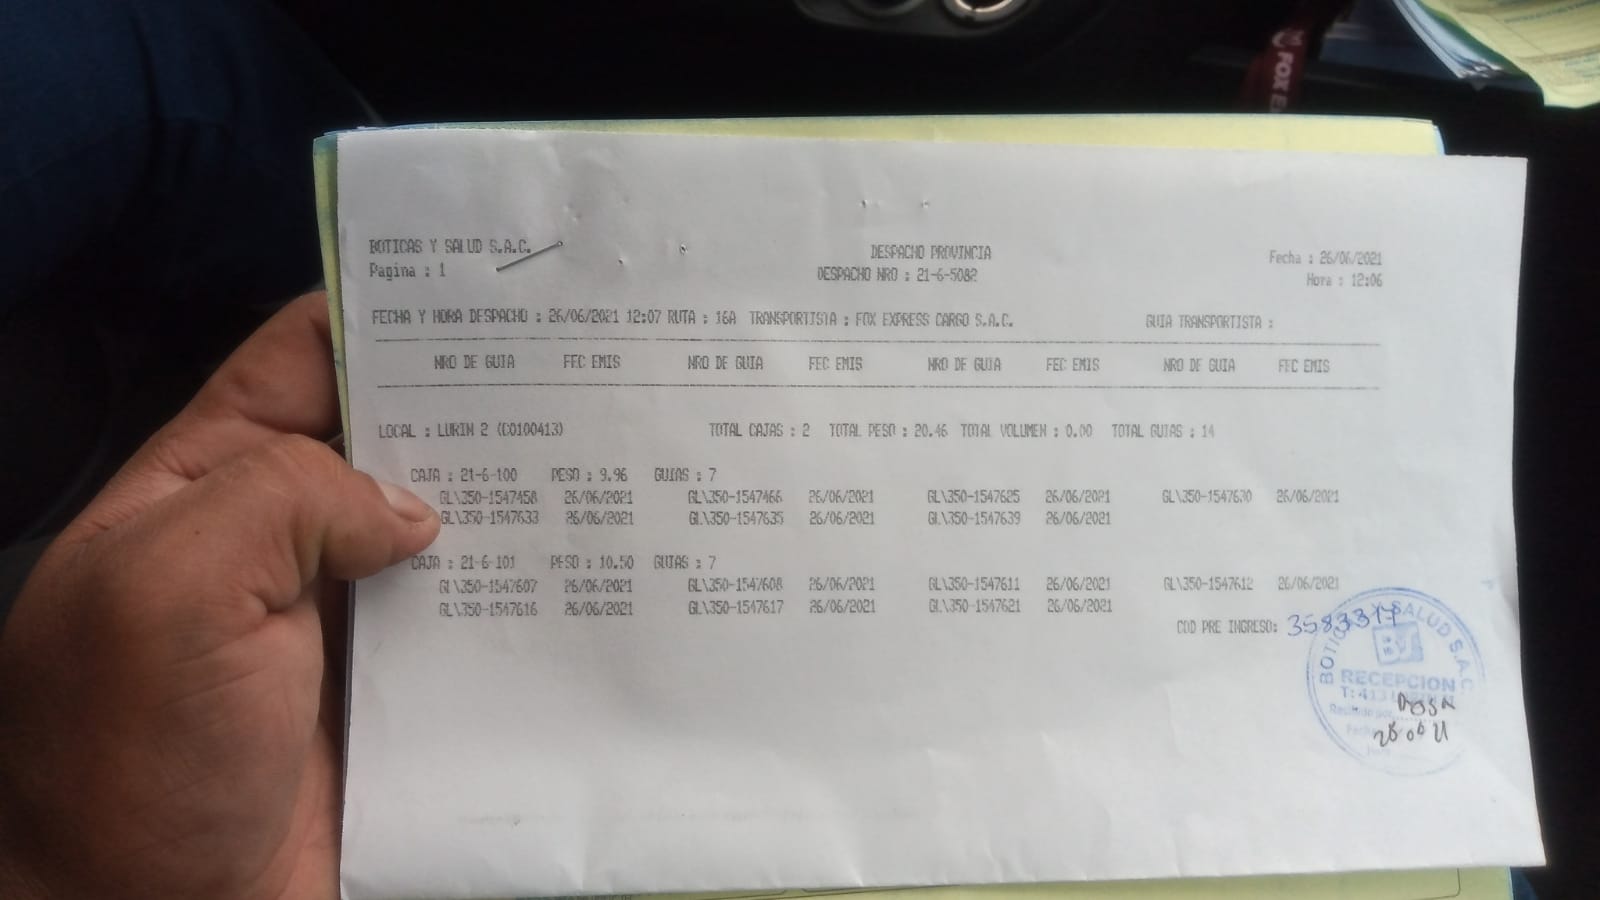 BOTICAS Y SALUD S.A.C. DESPACHO PROVINCIA Fecha : 26/06/2021
Pagina : 1 DESPACHO NRO : 21-6-5082 Hora : 12:06
FECHA Y HORA DESPACHO : 26/06/2021 12:07 RUTA : 16A TRANSPORTISTA : FOX EXPRESS CARGO S.A.C. GUIA TRANSPORTISTA :
NRO DE GUIA FEC EMIS NRO DE GUIA FEC EMIS NRO DE GUIA FEC EMIS NRO DE GUIA FEC EMIS
LOCAL : LURIN 2 (C0100413) TOTAL CAJAS : 2 TOTAL PESO : 20.46 TOTAL VOLUMEN : 0.00 TOTAL GUIAS : 14
CAJA : 21-6-100 PESO : 9.96 GUIAS : 7
GL\350-1547458 26/06/2021 GL\350-1547466 26/06/2021 GL\350-1547625 26/06/2021 GL\350-1547630 26/06/2021
GL\350-1547633 26/06/2021 GL\350-1547635 26/06/2021 GL\350-1547639 26/06/2021
CAJA : 21-6-101 PESO : 10.50 GUIAS : 7
GL\350-1547607 26/06/2021 GL\350-1547608 26/06/2021 GL\350-1547611 26/06/2021 GL\350-1547612 26/06/2021
GL\350-1547616 26/06/2021 GL\350-1547617 26/06/2021 GL\350-1547621 26/06/2021
COD PRE INGRESO:
BOTICAS Y SALUD S.A.C.
RECEPCION
T: 413
Recibido por
FOX E